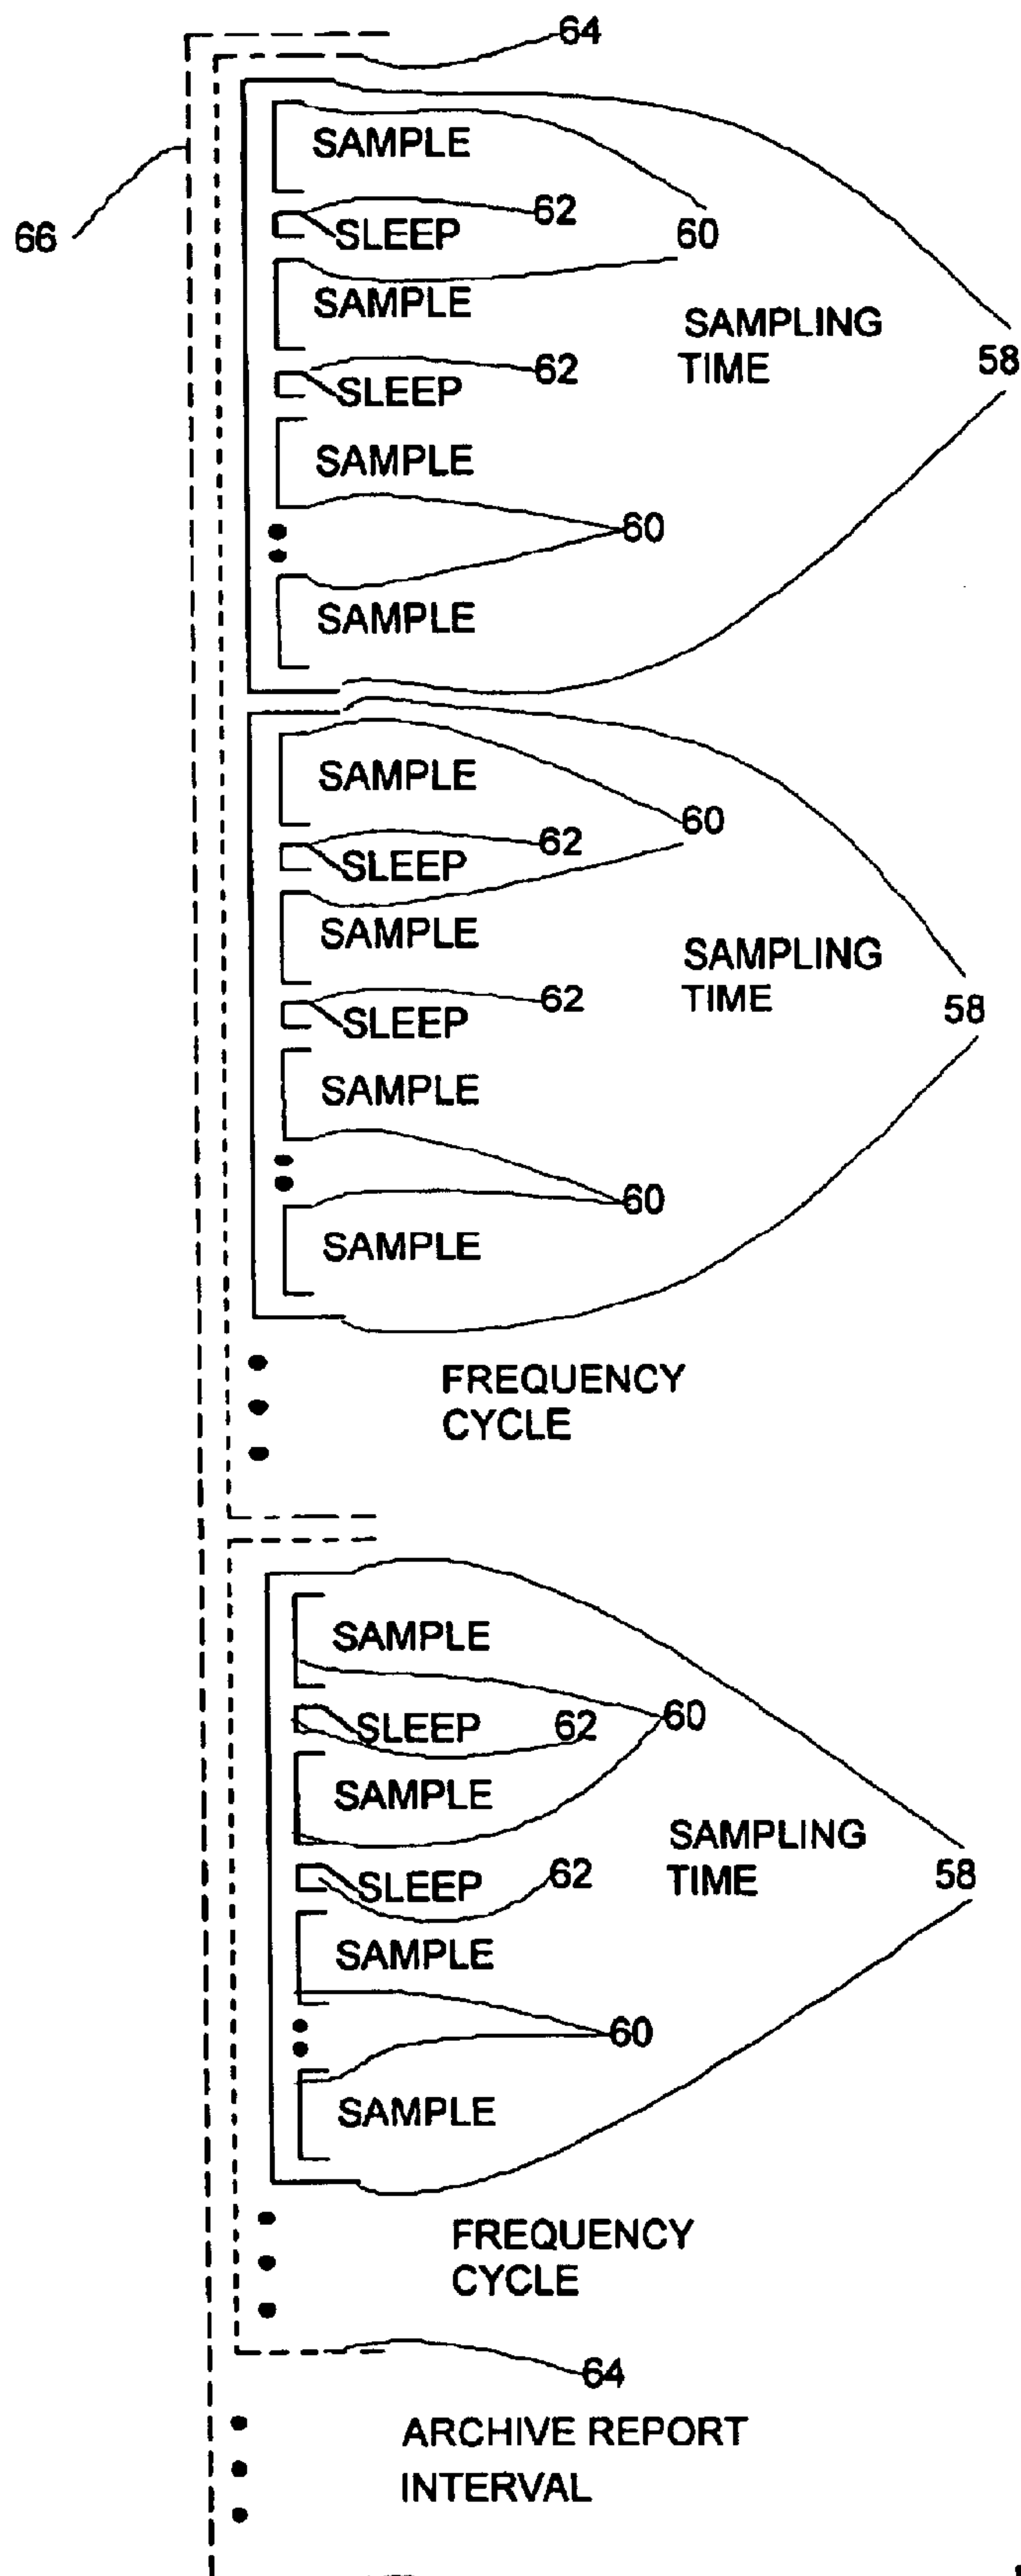 64
SAMPLE
66
62
SLEEP
60
SAMPLE
SAMPLING
TIME
58
62
SLEEP
SAMPLE
60
SAMPLE
SAMPLE
60
62
SLEEP
SAMPLE
SAMPLING
TIME
58
62
SLEEP
SAMPLE
60
SAMPLE
FREQUENCY
CYCLE
SAMPLE
60
SLEEP
62
SAMPLE
SAMPLING
TIME
58
62
SLEEP
SAMPLE
60
SAMPLE
FREQUENCY
CYCLE
64
ARCHIVE REPORT
INTERVAL